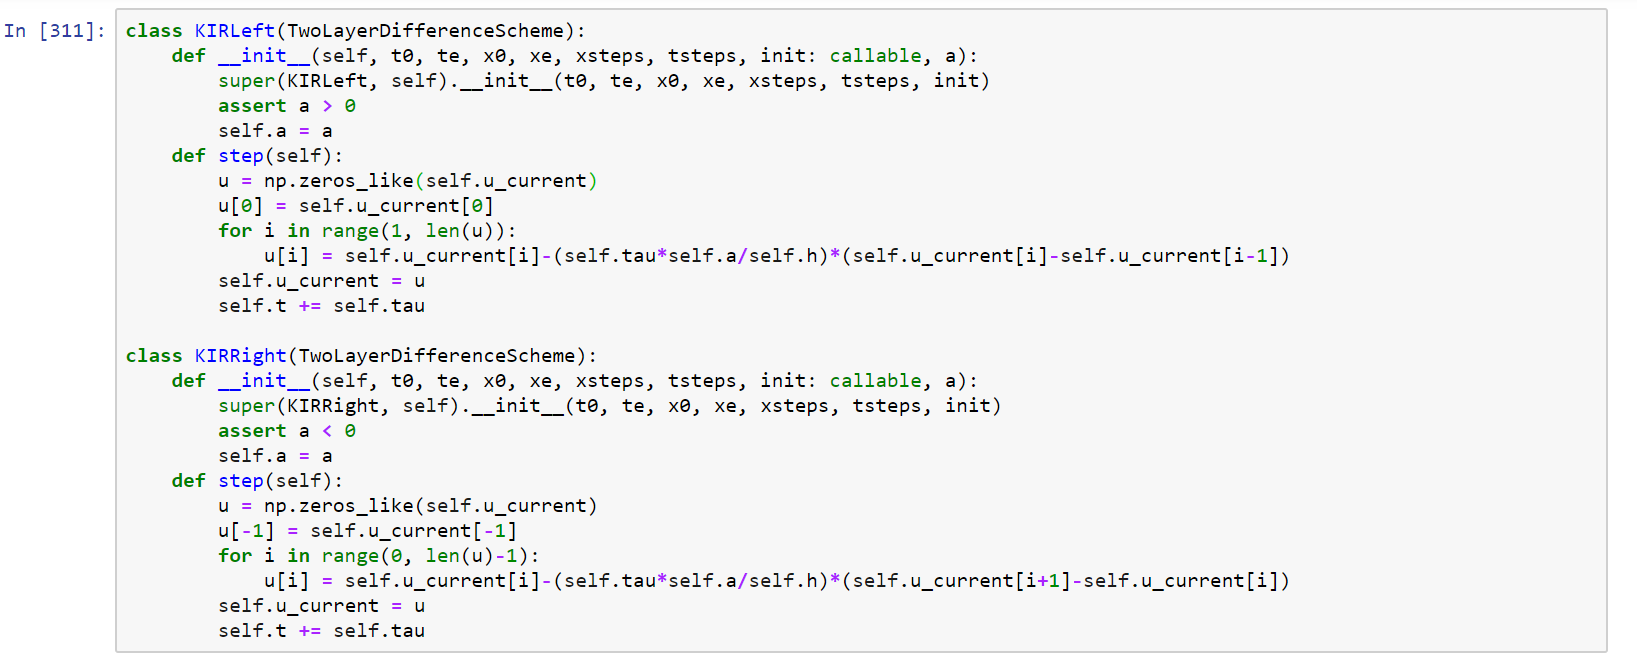 In [311]:
class KIRLeft(TwoLayerDifferenceScheme):
    def __init__(self, t0, te, x0, xe, xsteps, tsteps, init: callable, a):
        super(KIRLeft, self).__init__(t0, te, x0, xe, xsteps, tsteps, init)
        assert a > 0
        self.a = a
    def step(self):
        u = np.zeros_like(self.u_current)
        u[0] = self.u_current[0]
        for i in range(1, len(u)):
            u[i] = self.u_current[i]-(self.tau*self.a/self.h)*(self.u_current[i]-self.u_current[i-1])
        self.u_current = u
        self.t += self.tau

class KIRRight(TwoLayerDifferenceScheme):
    def __init__(self, t0, te, x0, xe, xsteps, tsteps, init: callable, a):
        super(KIRRight, self).__init__(t0, te, x0, xe, xsteps, tsteps, init)
        assert a < 0
        self.a = a
    def step(self):
        u = np.zeros_like(self.u_current)
        u[-1] = self.u_current[-1]
        for i in range(0, len(u)-1):
            u[i] = self.u_current[i]-(self.tau*self.a/self.h)*(self.u_current[i+1]-self.u_current[i])
        self.u_current = u
        self.t += self.tau